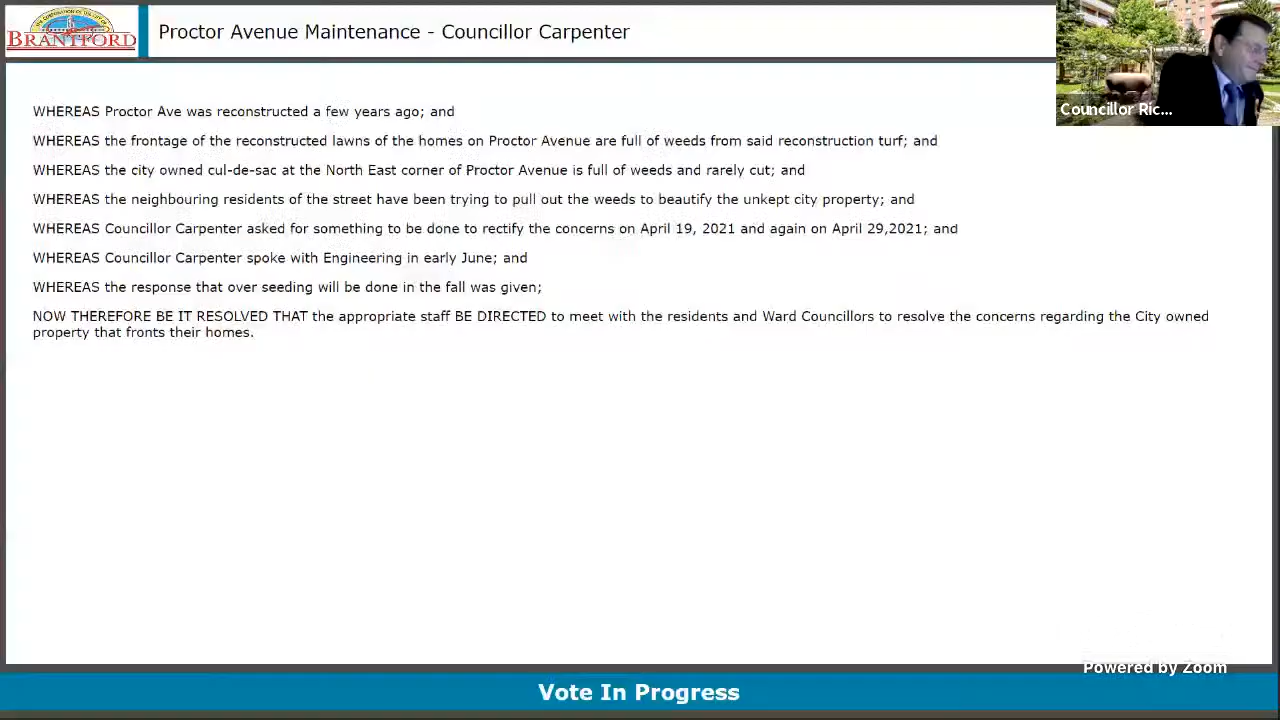 THE CORPORATION OF THE CITY OF
BRANTFORD
Proctor Avenue Maintenance - Councillor Carpenter
Councillor Ric...
WHEREAS Proctor Ave was reconstructed a few years ago; and
WHEREAS the frontage of the reconstructed lawns of the homes on Proctor Avenue are full of weeds from said reconstruction turf; and
WHEREAS the city owned cul-de-sac at the North East corner of Proctor Avenue is full of weeds and rarely cut; and
WHEREAS the neighbouring residents of the street have been trying to pull out the weeds to beautify the unkept city property; and
WHEREAS Councillor Carpenter asked for something to be done to rectify the concerns on April 19, 2021 and again on April 29,2021; and
WHEREAS Councillor Carpenter spoke with Engineering in early June; and
WHEREAS the response that over seeding will be done in the fall was given;
NOW THEREFORE BE IT RESOLVED THAT the appropriate staff BE DIRECTED to meet with the residents and Ward Councillors to resolve the concerns regarding the City owned
property that fronts their homes.
Powered by Zoom
Vote In Progress